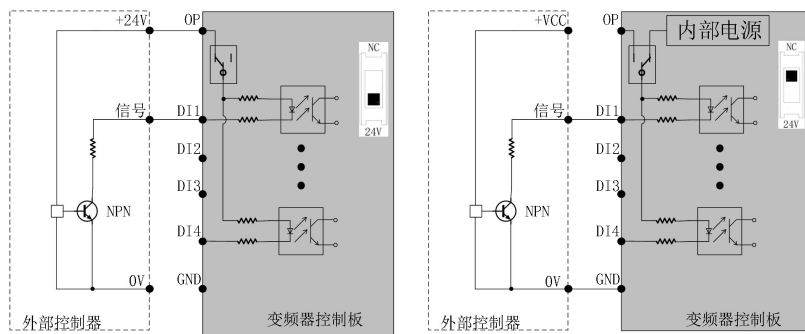 +24V
OP
NC
24V
信号
DI1
DI2
DI3
NPN
DI4
0V
GND
外部控制器
变频器控制板
+VCC
OP
内部电源
NC
24V
信号
DI1
DI2
DI3
NPN
DI4
0V
GND
外部控制器
变频器控制板